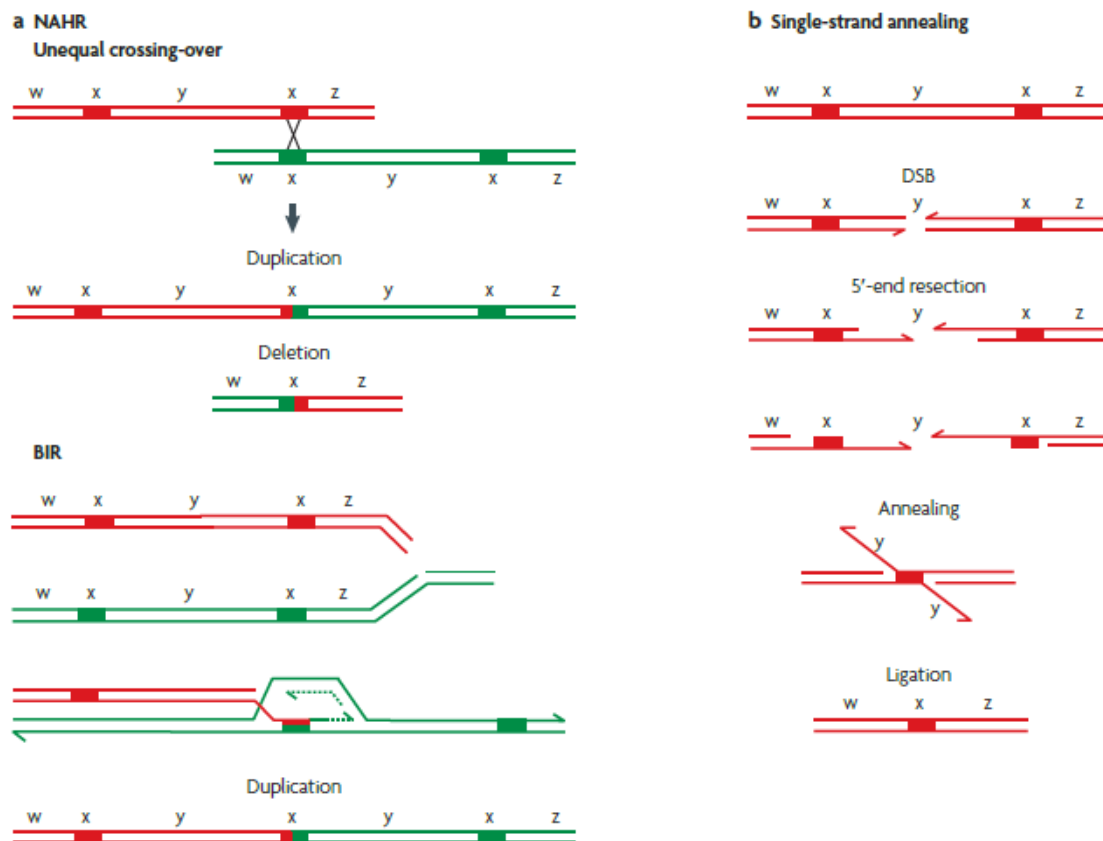 a NAHR
Unequal crossing-over
w x y x z
w x y x z
Duplication
w x y x y x z
Deletion
w x z
BIR
w x y x z
w x y x z
Duplication
w x y x y x z
b Single-strand annealing
w x y x z
DSB
w x y x z
5′-end resection
w x y x z
w x y x z
Annealing
y
y
Ligation
w x z